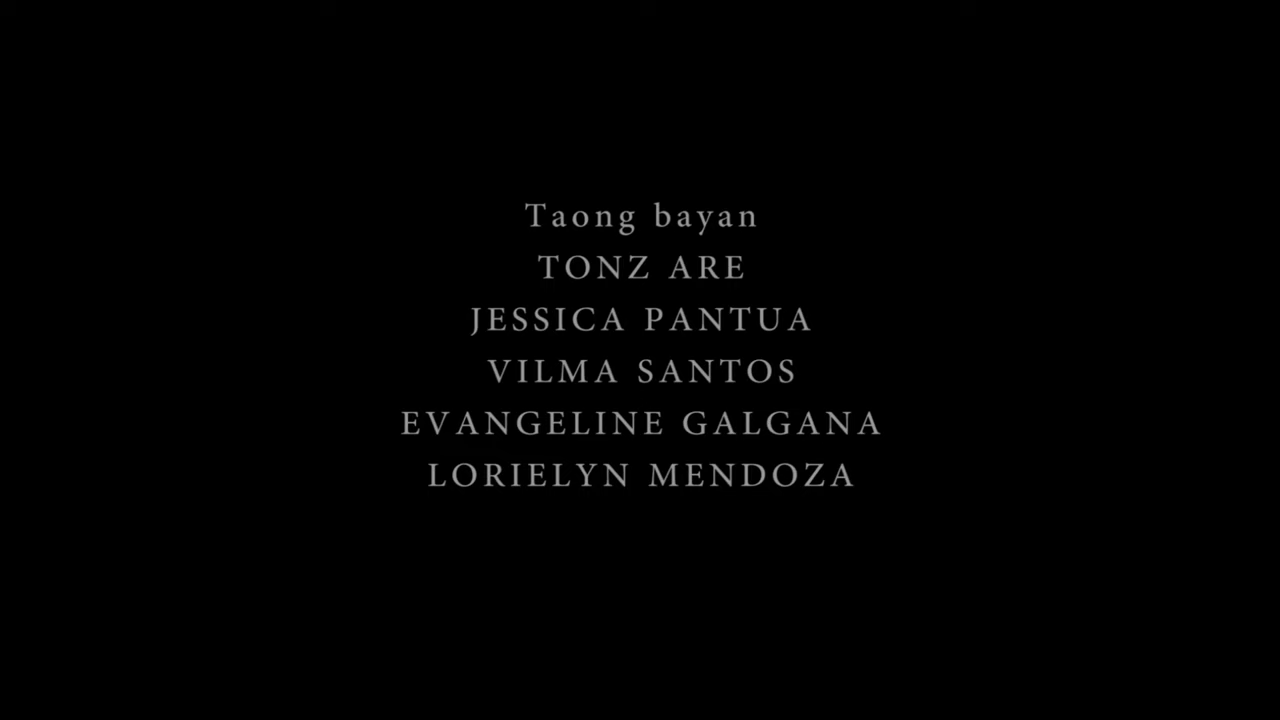 Taong bayan
TONZ ARE
JESSICA PANTUA
VILMA SANTOS
EVANGELINE GALGANA
LORIELYN MENDOZA